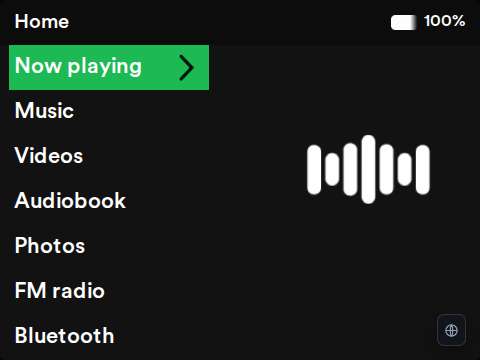 Home
100%
Now playing
Music
Videos
Audiobook
Photos
FM radio
Bluetooth